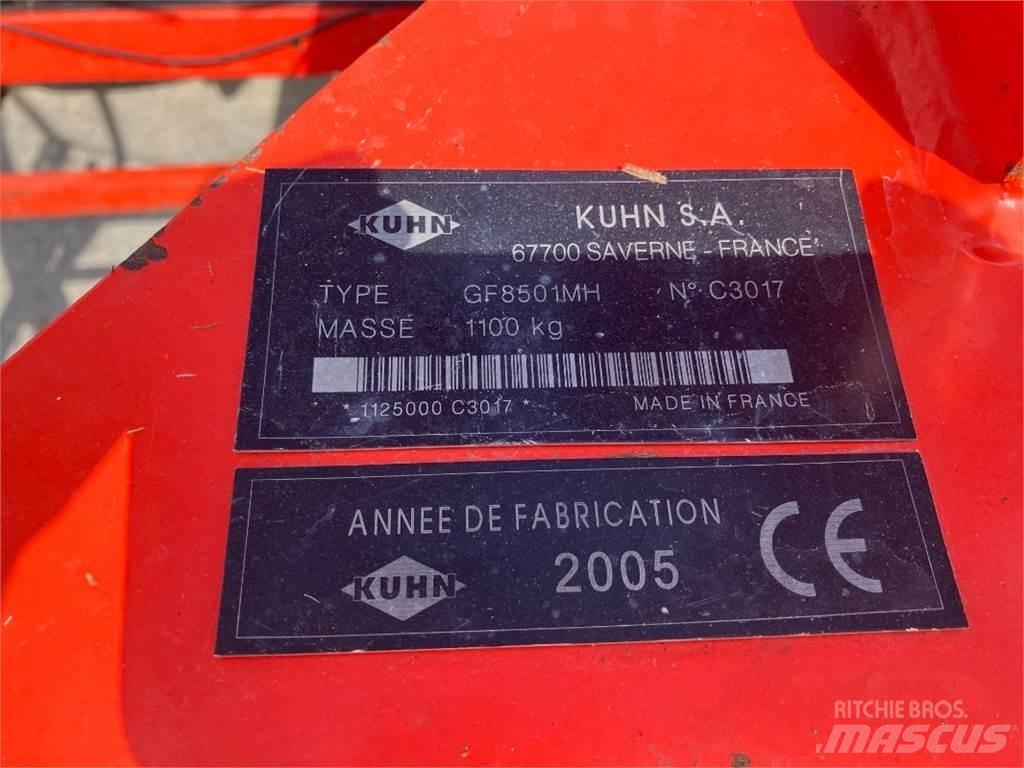 KUHN
KUHN S.A.
67700 SAVERNE - FRANCE
TYPE GF8501MH N° C3017
MASSE 1100 kg
* 1125000 C3017 * MADE IN FRANCE
ANNEE DE FABRICATION
KUHN 2005 CE
RITCHIE BROS.
MASCUS